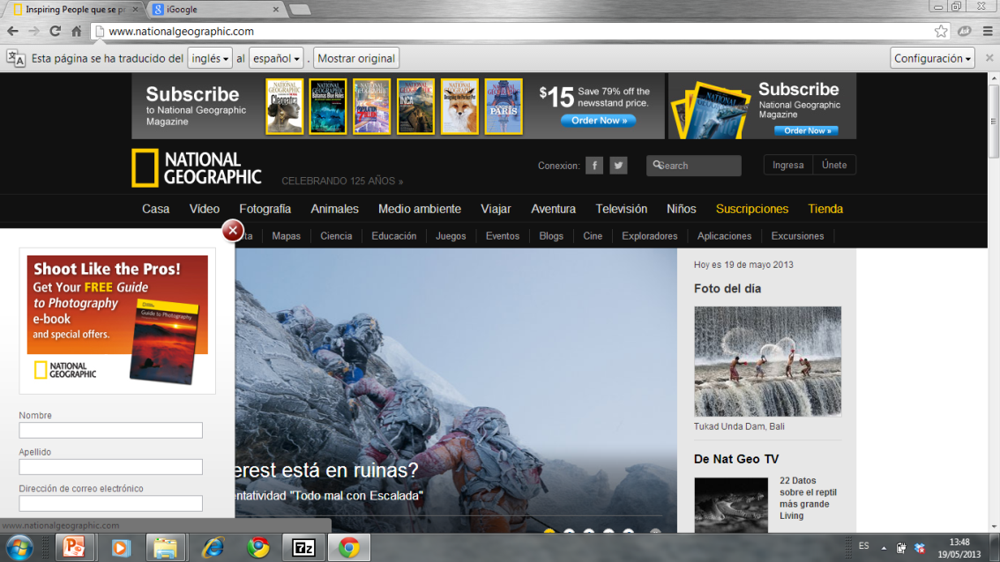 Inspiring People que se p
iGoogle
www.nationalgeographic.com
Esta página se ha traducido del inglés al español . Mostrar original Configuración
Subscribe
to National Geographic
Magazine
$15 Save 79% off the
newsstand price.
Order Now »
Subscribe
National Geographic
Magazine
Order Now »
NATIONAL
GEOGRAPHIC
CELEBRANDO 125 AÑOS »
Conexion: Search Ingresa Únete
Casa Vídeo Fotografía Animales Medio ambiente Viajar Aventura Televisión Niños Suscripciones Tienda
ta Mapas Ciencia Educación Juegos Eventos Blogs Cine Exploradores Aplicaciones Excursiones
Shoot Like the Pros!
Get Your FREE Guide
to Photography
e-book
and special offers.
Guide to Photography
NATIONAL
GEOGRAPHIC
Nombre
Apellido
Dirección de correo electrónico
www.nationalgeographic.com
erest está en ruinas?
entatividad "Todo mal con Escalada"
Hoy es 19 de mayo 2013
Foto del día
Tukad Unda Dam, Bali
De Nat Geo TV
22 Datos
sobre el reptil
más grande
Living
7z
ES
13:48
19/05/2013